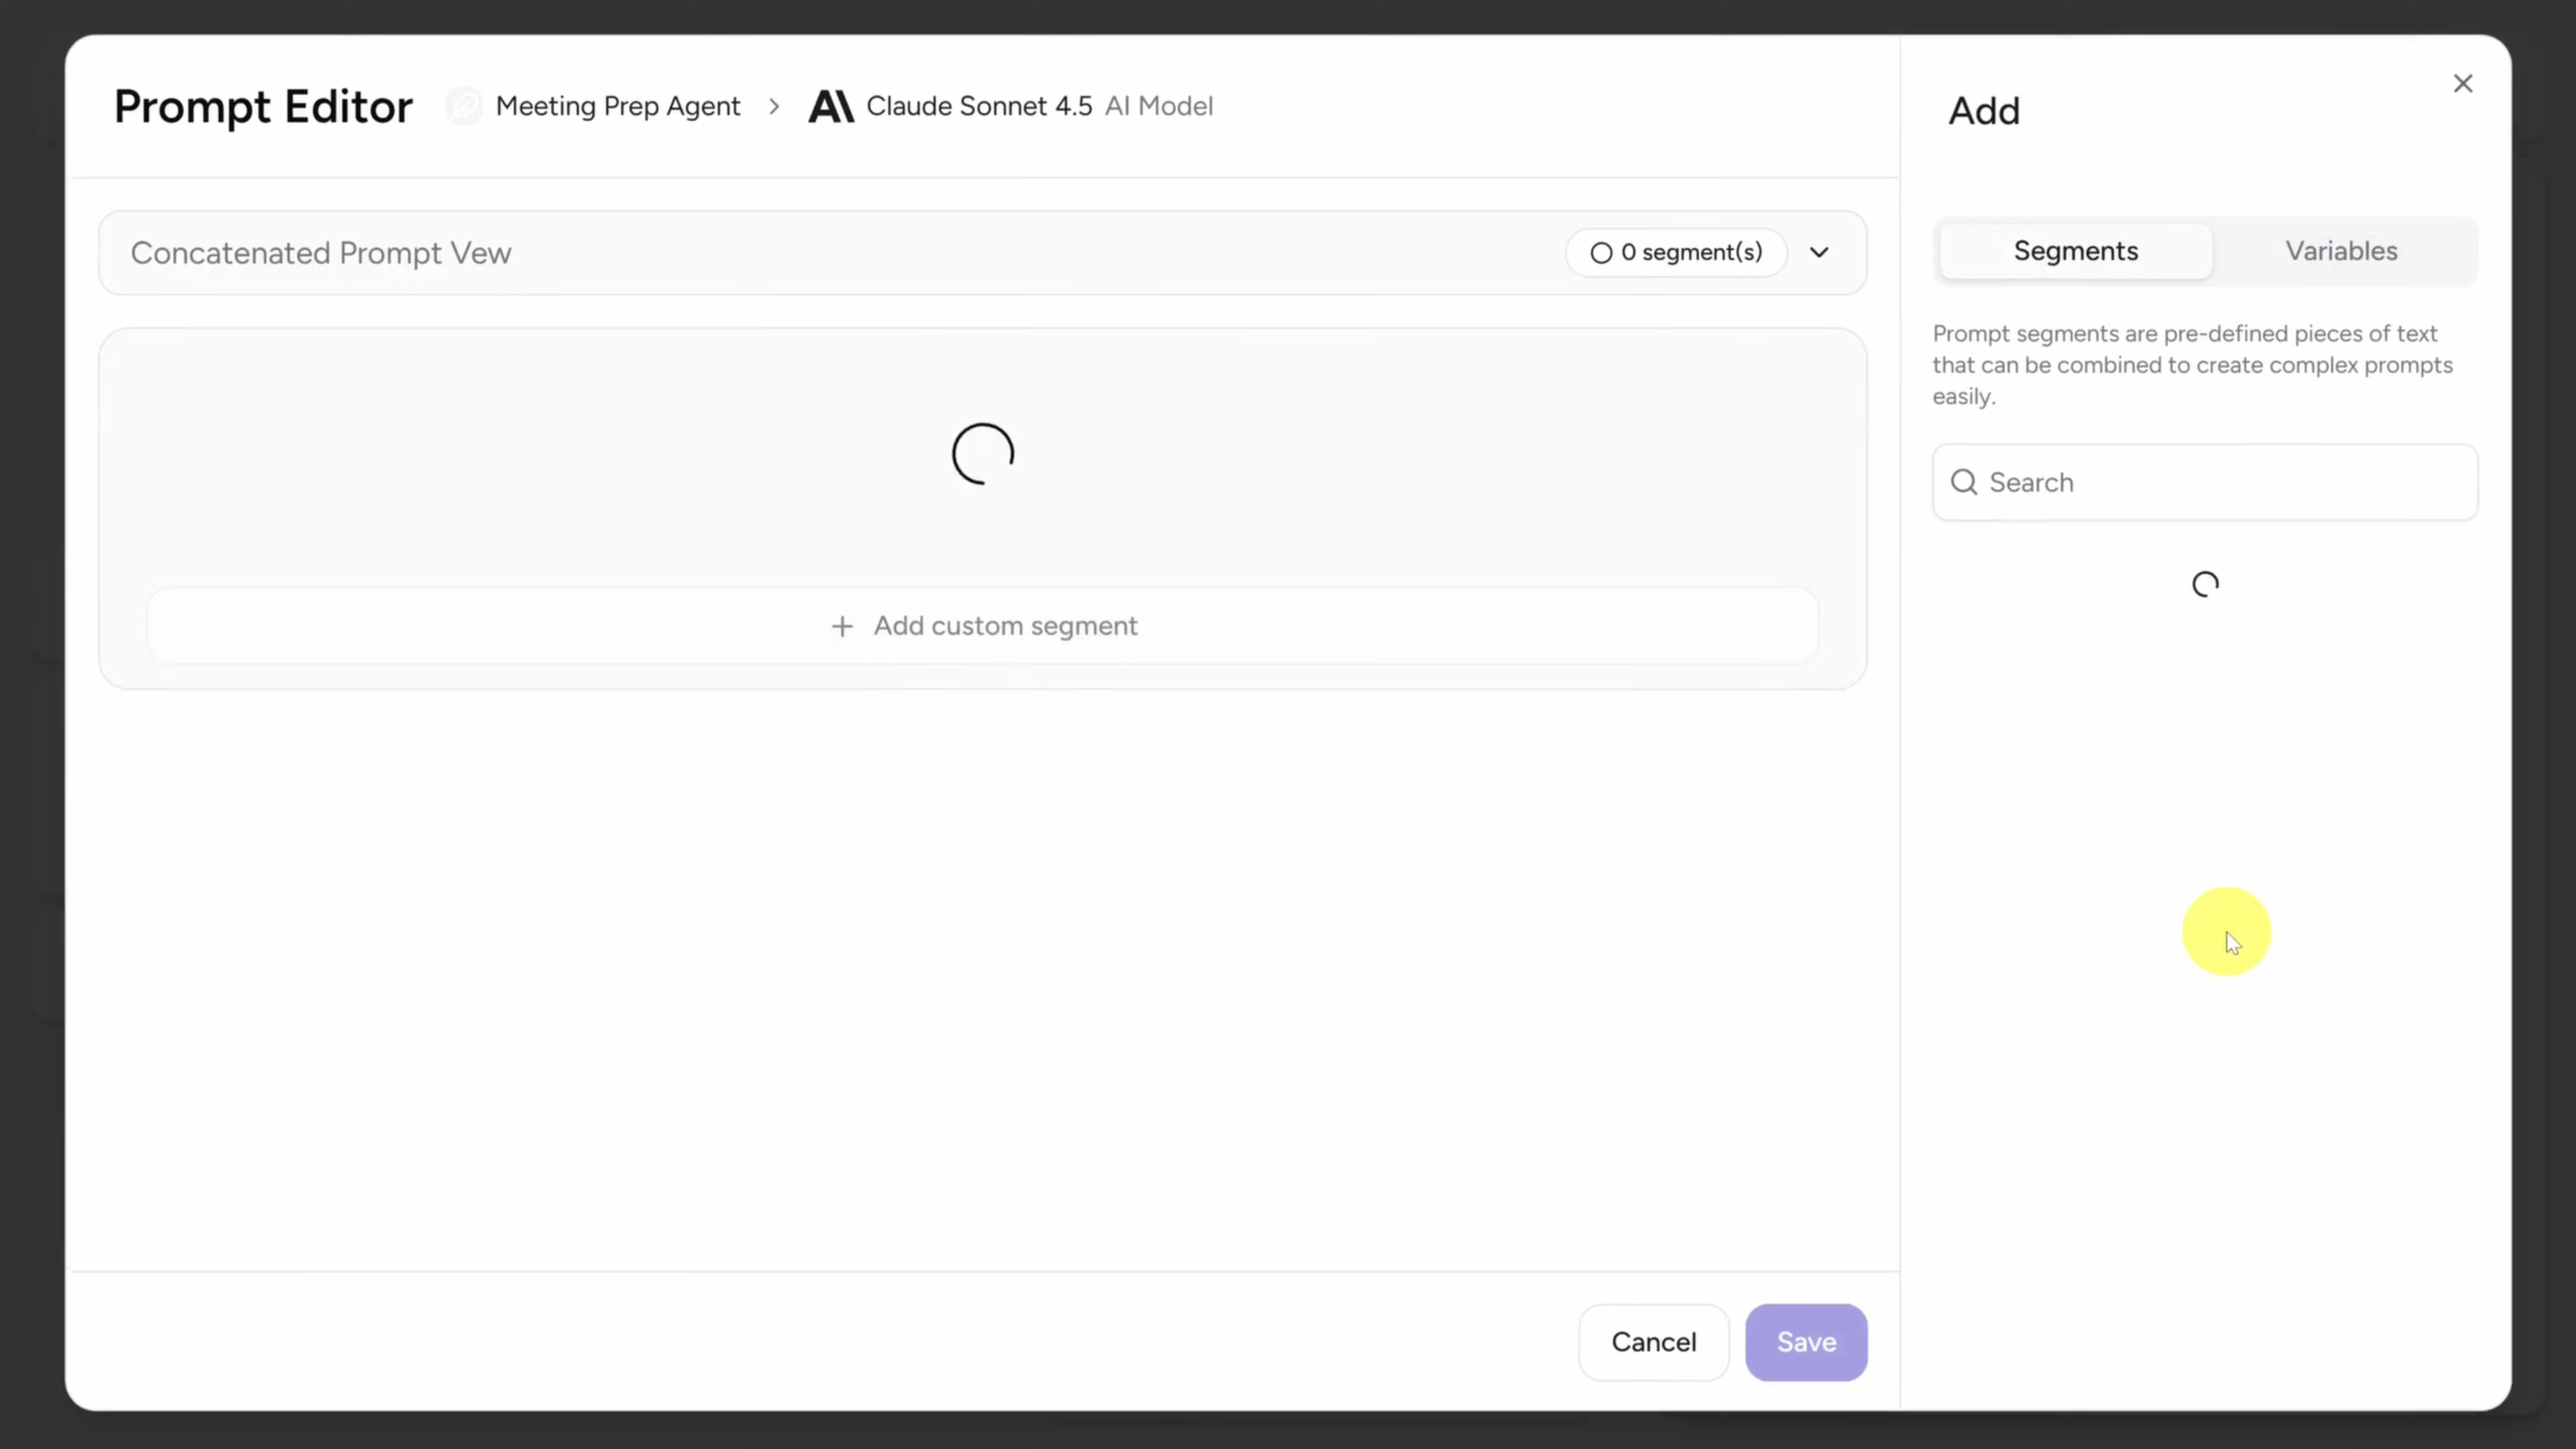 Prompt Editor
Meeting Prep Agent
Claude Sonnet 4.5 AI Model
Concatenated Prompt Vew
0 segment(s)
Add custom segment
Cancel
Save
Add
Segments
Variables
Prompt segments are pre-defined pieces of text
that can be combined to create complex prompts
easily.
Search